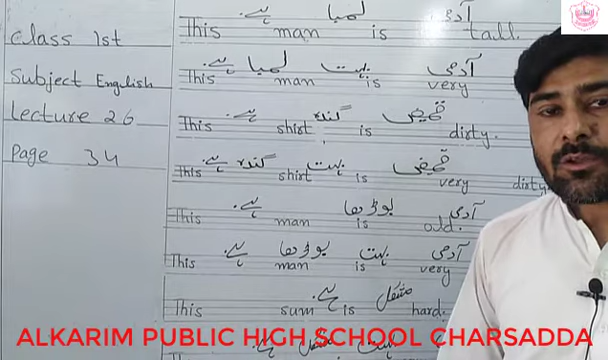 Class 1st
Subject English
Lecture 26
Page 34
آدمی لمبا ہے۔
This man is tall.
آدمی بہت لمبا ہے۔
This man is very
قمیض گندہ ہے۔
This shirt is dirty.
قمیض بہت گندہ ہے۔
This shirt is very dirty
آدمی بوڑھا ہے۔
This man is old.
آدمی بہت بوڑھا ہے۔
This man is very
مشکل ہے۔
This sum is hard.
ALKARIM PUBLIC HIGH SCHOOL CHARSADDA